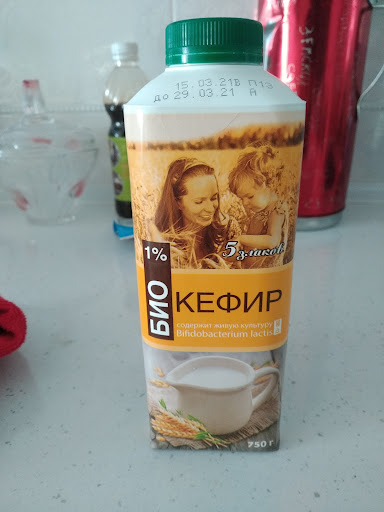 15.03.21В П13
до 29.03.21 А
5 злаков
1%
БИО
КЕФИР
содержит живую культуру
Bifidobacterium lactis
750 г